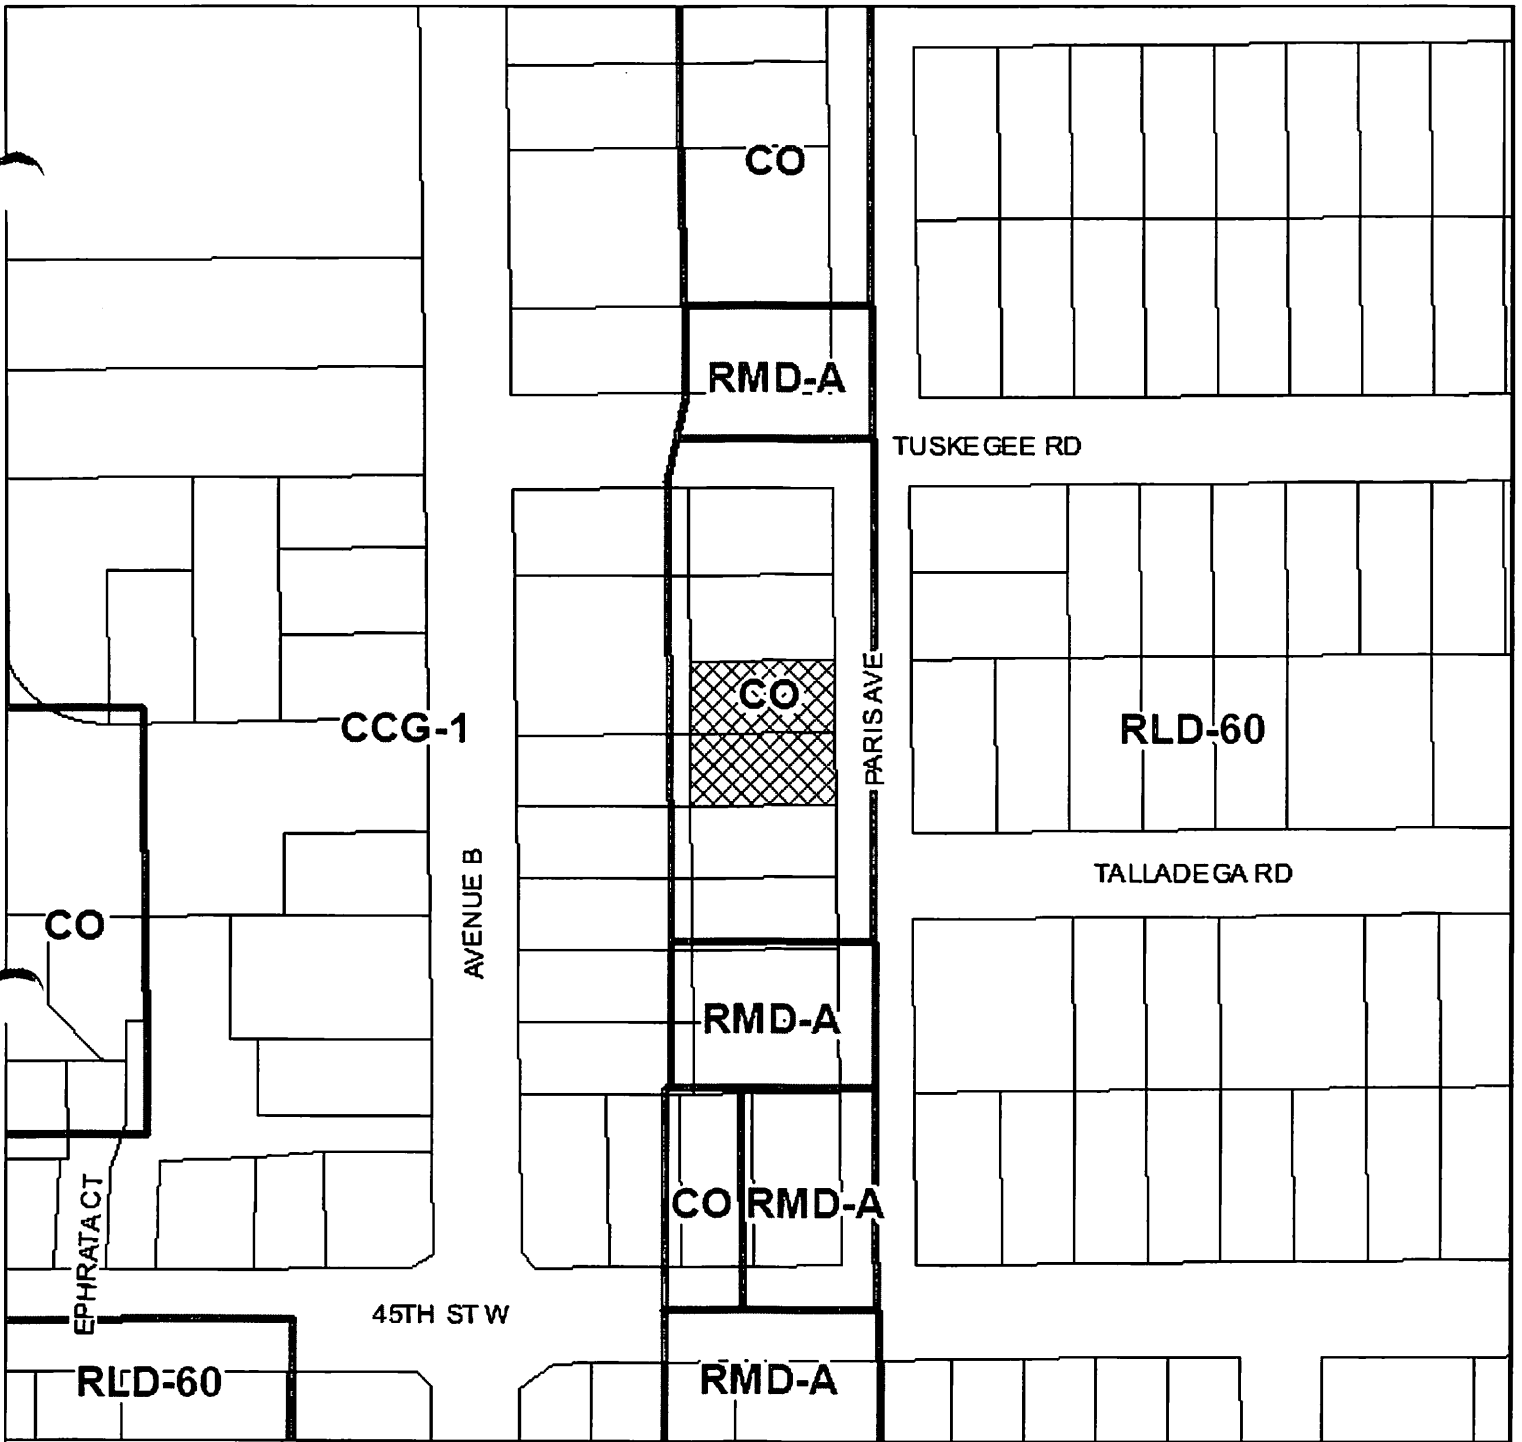 CO
RMD-A
TUSKEGEE RD
CO
PARIS AVE
CCG-1
RLD-60
AVENUE B
TALLADEGA RD
CO
RMD-A
CO
RMD-A
EPHRATA CT
45TH ST W
RLD-60
RMD-A